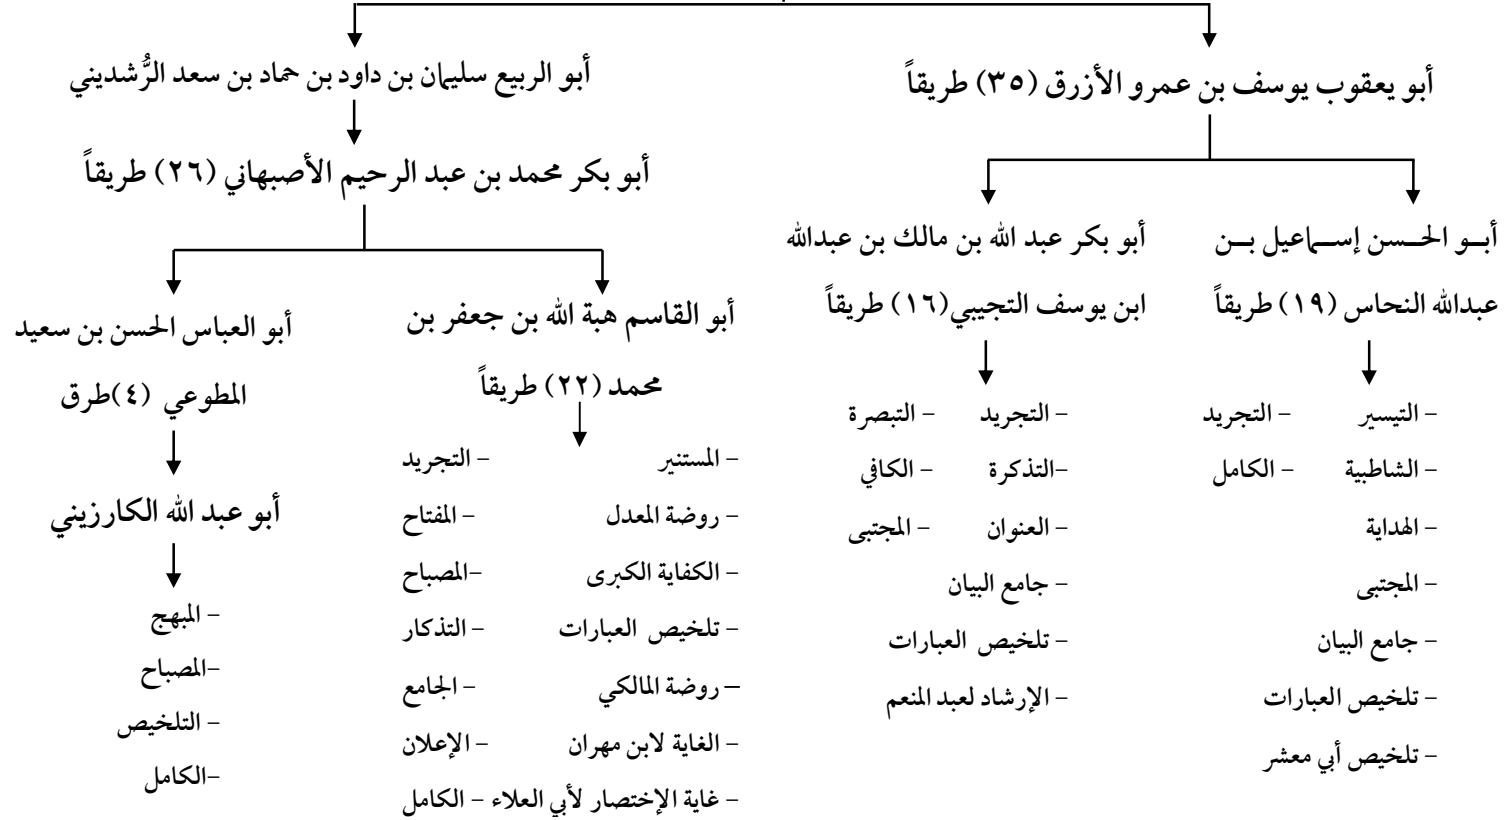 أبو يعقوب يوسف بن عمرو الأزرق (٣٥) طريقاً
أبـو الحـسن إسـماعيل بـن
عبدالله النحاس (١٩) طريقاً
- التيسير - التجريد
- الشاطبية - الكامل
- الهداية
- المجتبى
- جامع البيان
- تلخيص العبارات
- تلخيص أبي معشر
أبو بكر عبد الله بن مالك بن عبدالله
ابن يوسف التجيبي(١٦) طريقاً
- التجريد - التبصرة
-التذكرة - الكافي
- العنوان - المجتبى
- جامع البيان
- تلخيص العبارات
- الإرشاد لعبد المنعم
أبو الربيع سليمان بن داود بن حماد بن سعد الرُّشديني
أبو بكر محمد بن عبد الرحيم الأصبهاني (٢٦) طريقاً
أبو القاسم هبة الله بن جعفر بن
محمد (٢٢) طريقاً
- المستنير - التجريد
- روضة المعدل - المفتاح
- الكفاية الكبرى -المصباح
- تلخيص العبارات - التذكار
- روضة المالكي - الجامع
- الغاية لابن مهران - الإعلان
- غاية الإختصار لأبي العلاء - الكامل
أبو العباس الحسن بن سعيد
المطوعي (٤)طرق
أبو عبد الله الكارزيني
- المبهج
-المصباح
- التلخيص
-الكامل